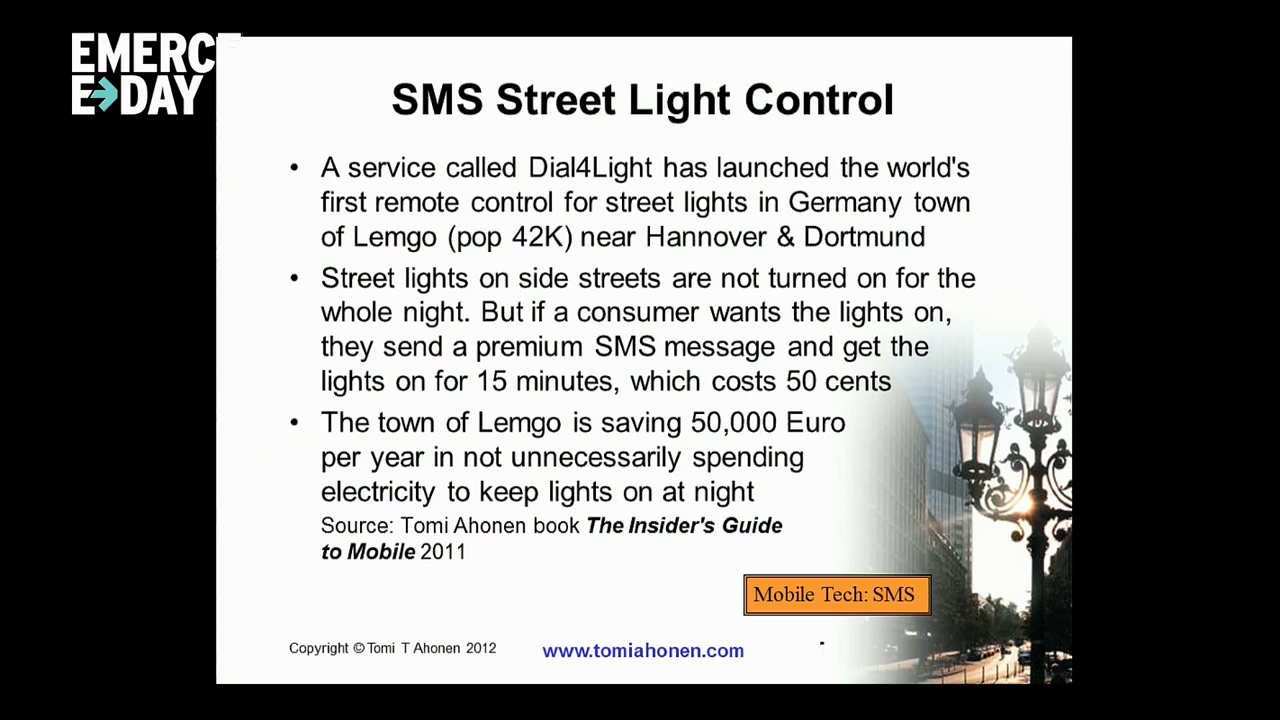 EMERCE
E→DAY
SMS Street Light Control
• A service called Dial4Light has launched the world's
first remote control for street lights in Germany town
of Lemgo (pop 42K) near Hannover & Dortmund
• Street lights on side streets are not turned on for the
whole night. But if a consumer wants the lights on,
they send a premium SMS message and get the
lights on for 15 minutes, which costs 50 cents
• The town of Lemgo is saving 50,000 Euro
per year in not unnecessarily spending
electricity to keep lights on at night
Source: Tomi Ahonen book The Insider's Guide
to Mobile 2011
Mobile Tech: SMS
Copyright © Tomi T Ahonen 2012
www.tomiahonen.com